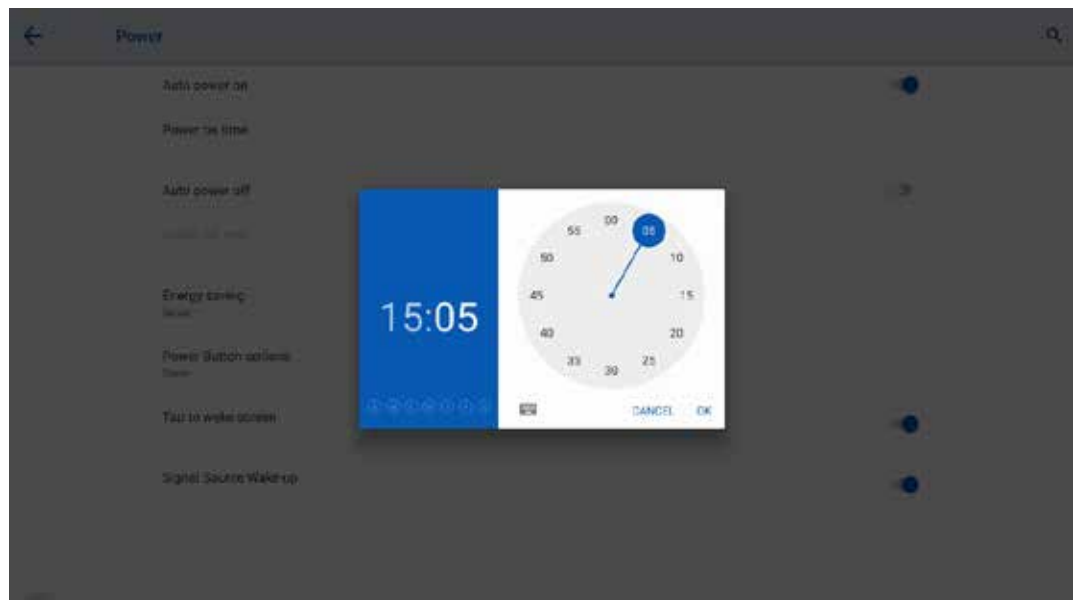 Power
Auto power on
Power on time
Auto power off
Energy saving
Power Button options
Tap to wake screen
Signal Source Wake-up
15:05
00
05
10
15
20
25
30
35
40
45
50
55
CANCEL OK